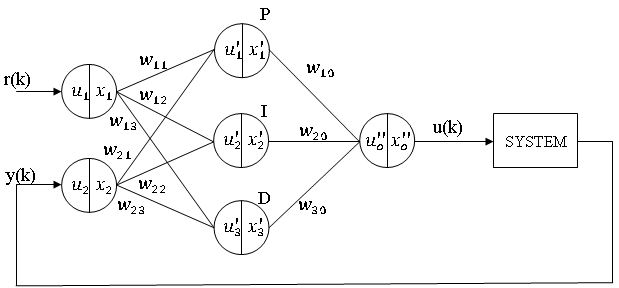 P
r(k)
u₁ x₁
w₁₁
w₁₂
w₁₃
u'₁ x'₁
w₁₀
I
y(k)
u₂ x₂
w₂₁
w₂₂
w₂₃
u'₂ x'₂
w₂₀
u''ₒ x''ₒ
u(k)
SYSTEM
D
u'₃ x'₃
w₃₀